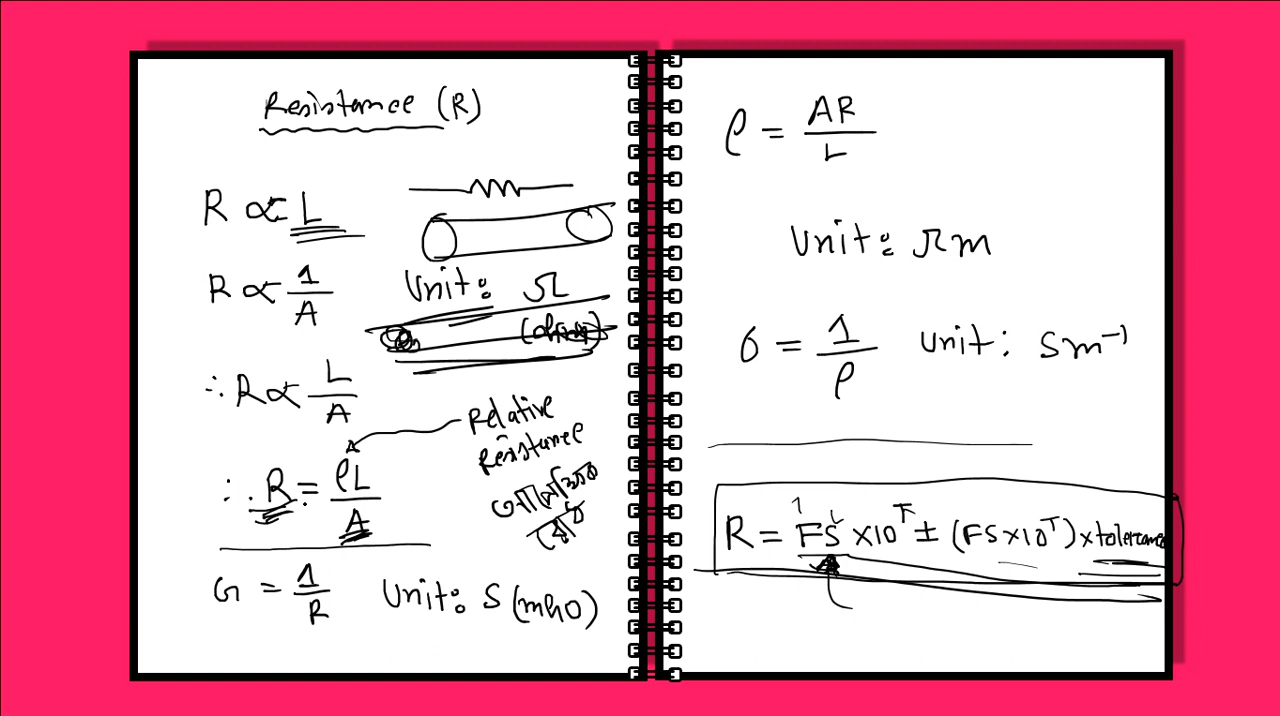 Resistance (R)
R ∝ L
R ∝ 1/A
Unit: Ω
(ohm)
∴ R ∝ L/A
Relative
Resistance
∴ R = ρL/A
G = 1/R Unit: S (mho)
ρ = AR/L
Unit: Ωm
σ = 1/ρ Unit: Sm⁻¹
R = FS ×10ᵀ ± (FS×10ᵀ) × tolerance